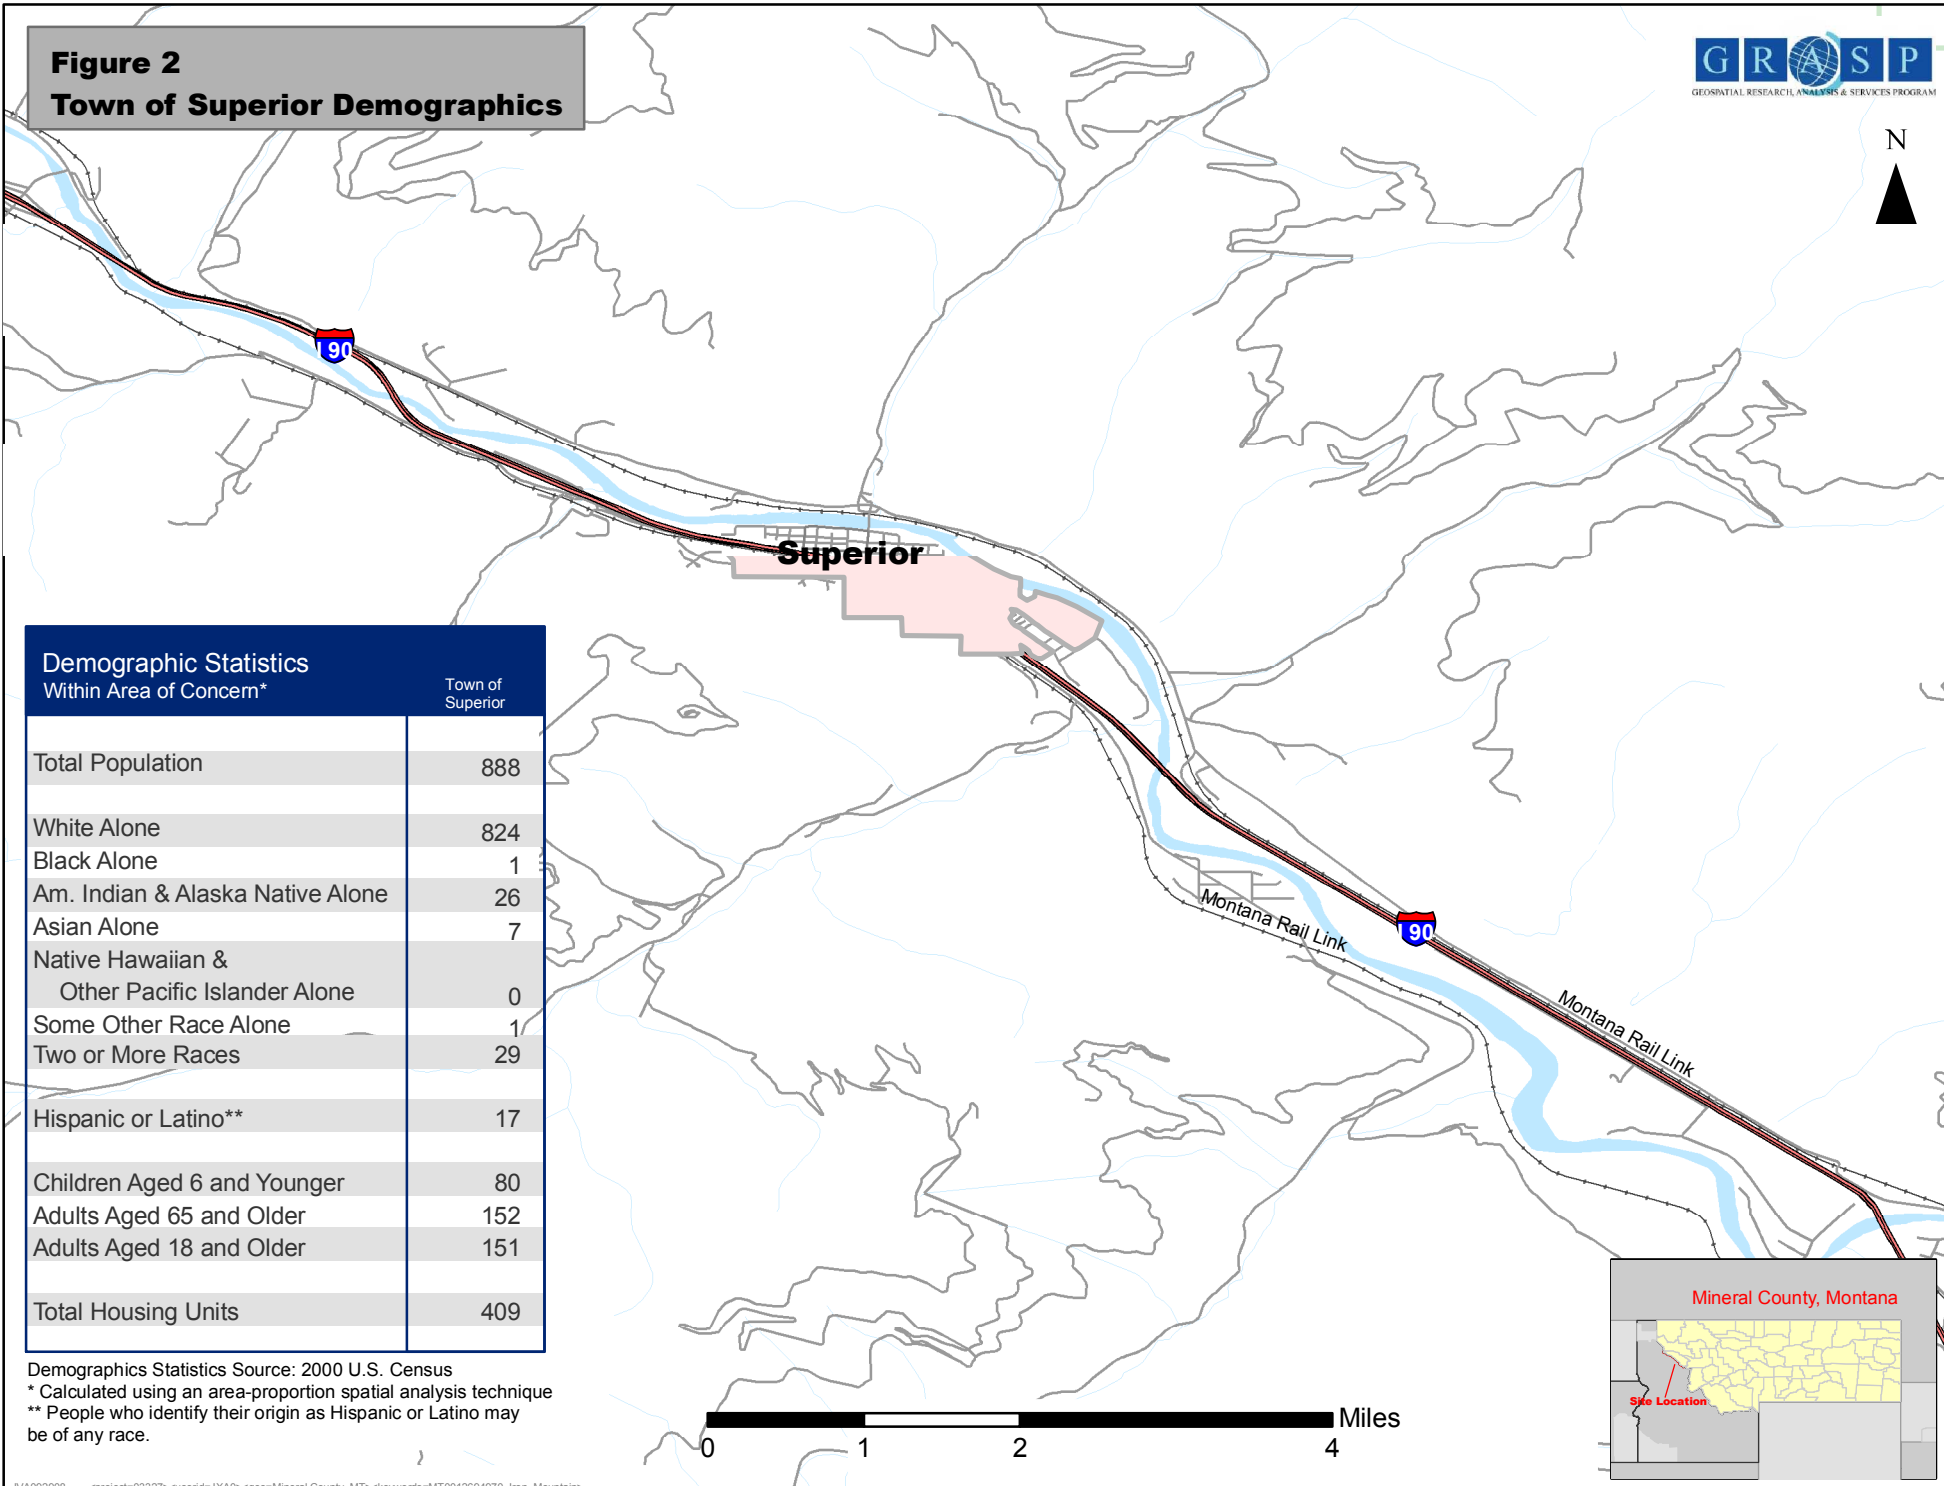 Figure 2
Town of Superior Demographics
G R A S P
GEOSPATIAL RESEARCH, ANALYSIS & SERVICES PROGRAM
N
I 90
Superior
Demographic Statistics
Within Area of Concern*
Town of
Superior
Total Population 888
White Alone 824
Black Alone 1
Am. Indian & Alaska Native Alone 26
Asian Alone 7
Native Hawaiian &
Other Pacific Islander Alone 0
Some Other Race Alone 1
Two or More Races 29
Hispanic or Latino** 17
Children Aged 6 and Younger 80
Adults Aged 65 and Older 152
Adults Aged 18 and Older 151
Total Housing Units 409
Demographics Statistics Source: 2000 U.S. Census
* Calculated using an area-proportion spatial analysis technique
** People who identify their origin as Hispanic or Latino may
be of any race.
Montana Rail Link
I 90
Montana Rail Link
0 1 2 4 Miles
Mineral County, Montana
Site Location